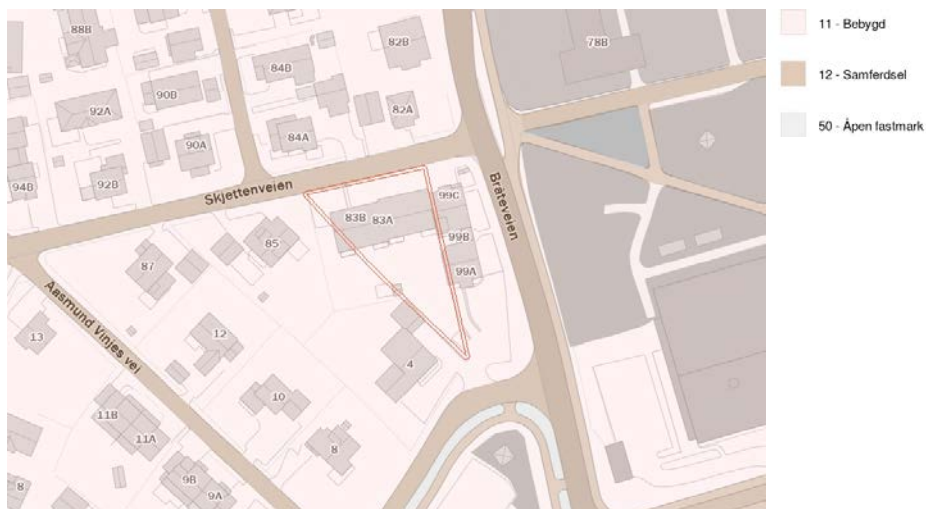 88B
82B
78B
11 - Bebygd
84B
90B
12 - Samferdsel
92A
82A
84A
50 - Åpen fastmark
90A
94B
92B
Skjettenveien
Bråteveien
99C
83B 83A
99B
85
87
99A
Aasmund Vinjes vei
13
12
4
10
11B
11A
8
9B
8
9A